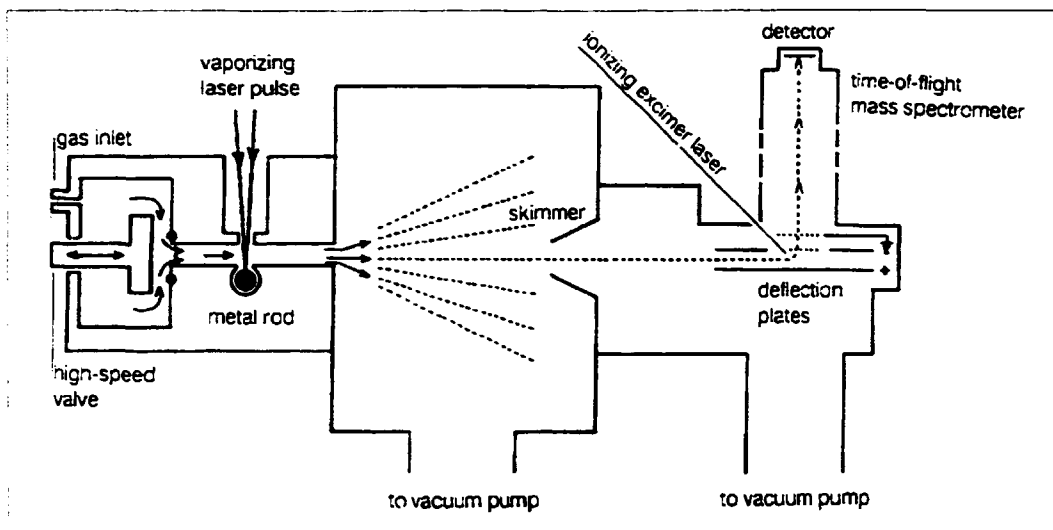 detector
ionizing excimer laser
vaporizing
laser pulse
time-of-flight
mass spectrometer
gas inlet
skimmer
metal rod
deflection
plates
high-speed
valve
to vacuum pump
to vacuum pump